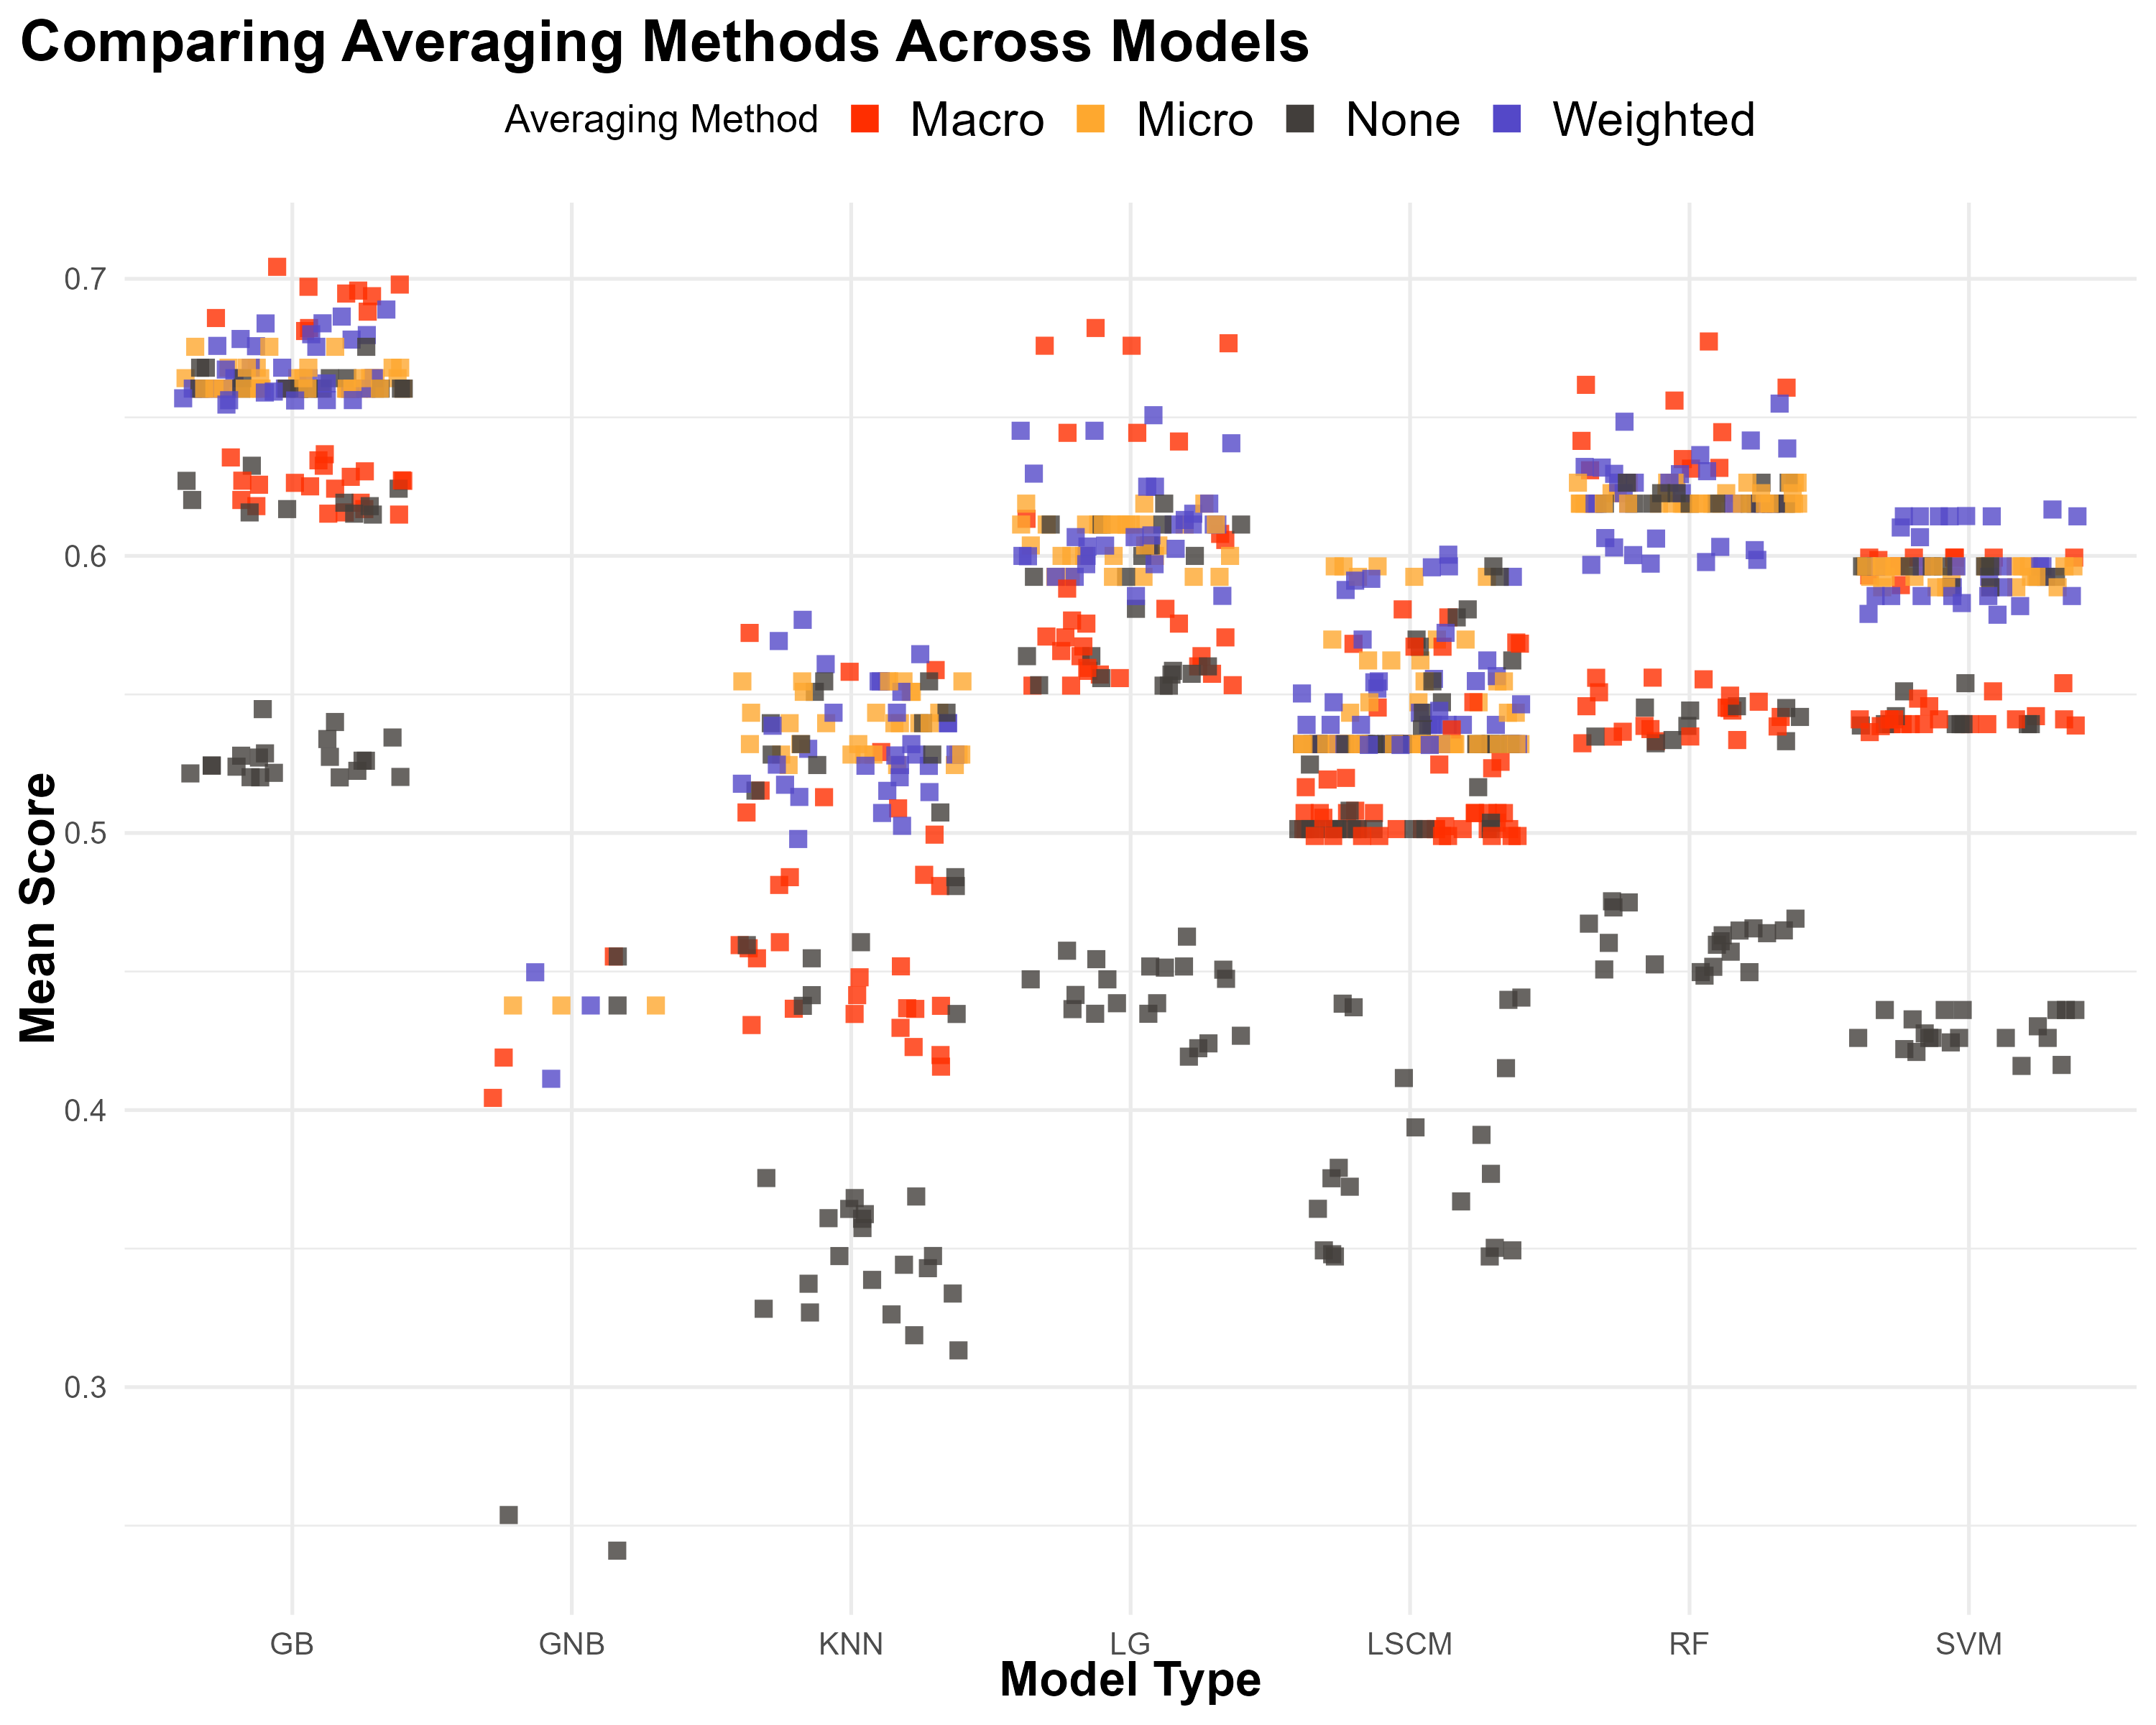 Comparing Averaging Methods Across Models
Averaging Method Macro Micro None Weighted
Mean Score
0.7
0.6
0.5
0.4
0.3
GB GNB KNN LG LSCM RF SVM
Model Type